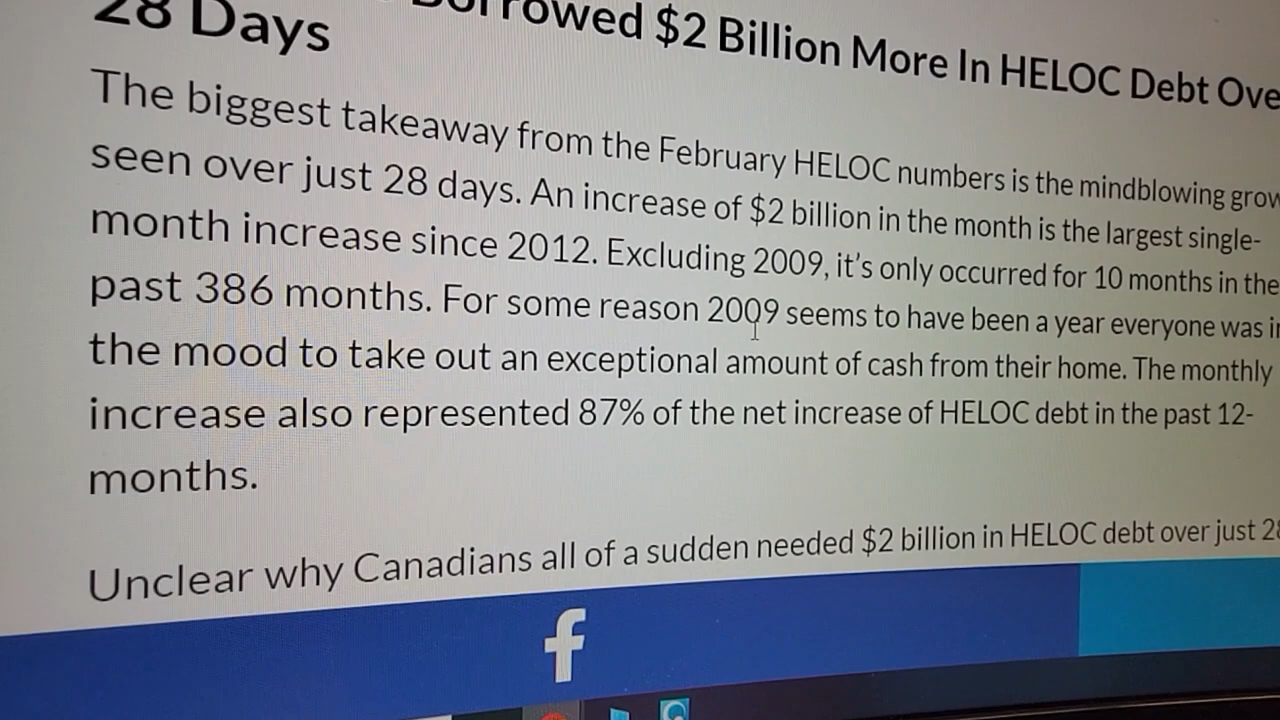 Borrowed $2 Billion More In HELOC Debt Ove
28 Days
The biggest takeaway from the February HELOC numbers is the mindblowing grow
seen over just 28 days. An increase of $2 billion in the month is the largest single-
month increase since 2012. Excluding 2009, it's only occurred for 10 months in the
past 386 months. For some reason 2009 seems to have been a year everyone was in
the mood to take out an exceptional amount of cash from their home. The monthly
increase also represented 87% of the net increase of HELOC debt in the past 12-
months.
Unclear why Canadians all of a sudden needed $2 billion in HELOC debt over just 28
f